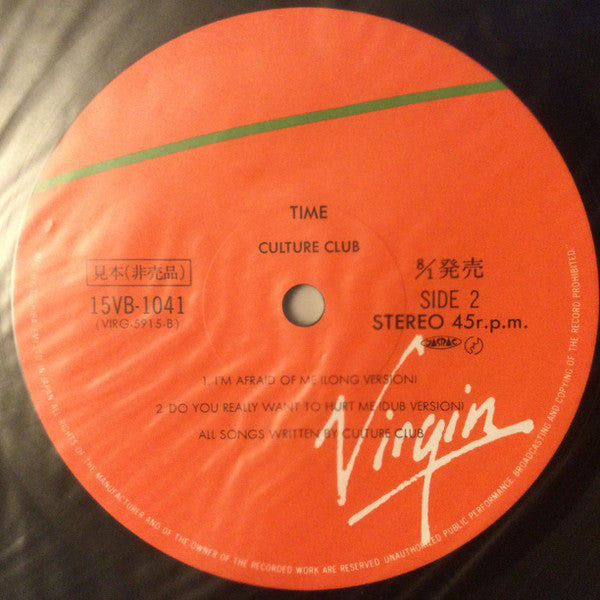 TIME
CULTURE CLUB
見本(非売品)
8/1発売
15VB-1041
SIDE 2
(VIRG-5915-B)
STEREO 45r.p.m.
JASRAC
1. I'M AFRAID OF ME (LONG VERSION)
2. DO YOU REALLY WANT TO HURT ME (DUB VERSION)
ALL SONGS WRITTEN BY CULTURE CLUB
Virgin
JAPAN ALL RIGHTS OF THE MANUFACTURER AND OF THE OWNER OF THE RECORDED WORK ARE RESERVED. UNAUTHORIZED PUBLIC PERFORMANCE, BROADCASTING AND COPYING OF THE RECORD PROHIBITED.